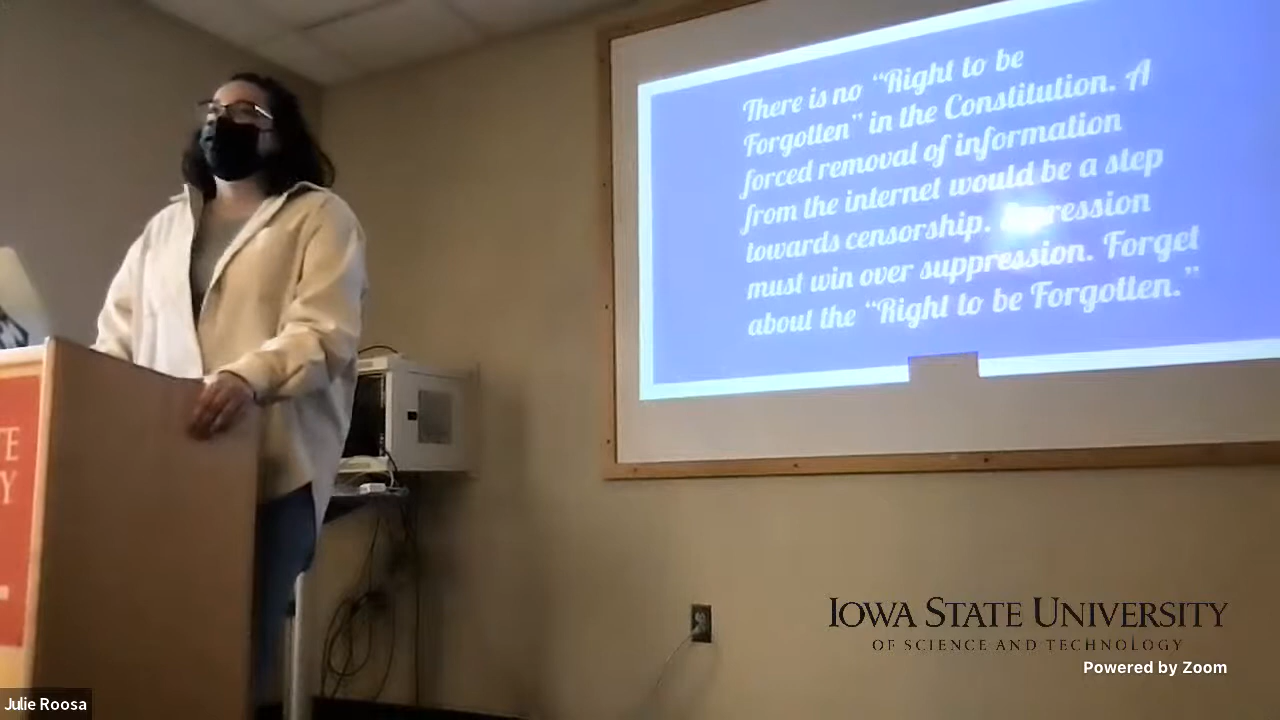 There is no “Right to be
Forgotten” in the Constitution. A
forced removal of information
from the internet would be a step
towards censorship.
must win over suppression. Forget
about the “Right to be Forgotten.”
TE
Y
IOWA STATE UNIVERSITY
OF SCIENCE AND TECHNOLOGY
Powered by Zoom
Julie Roosa